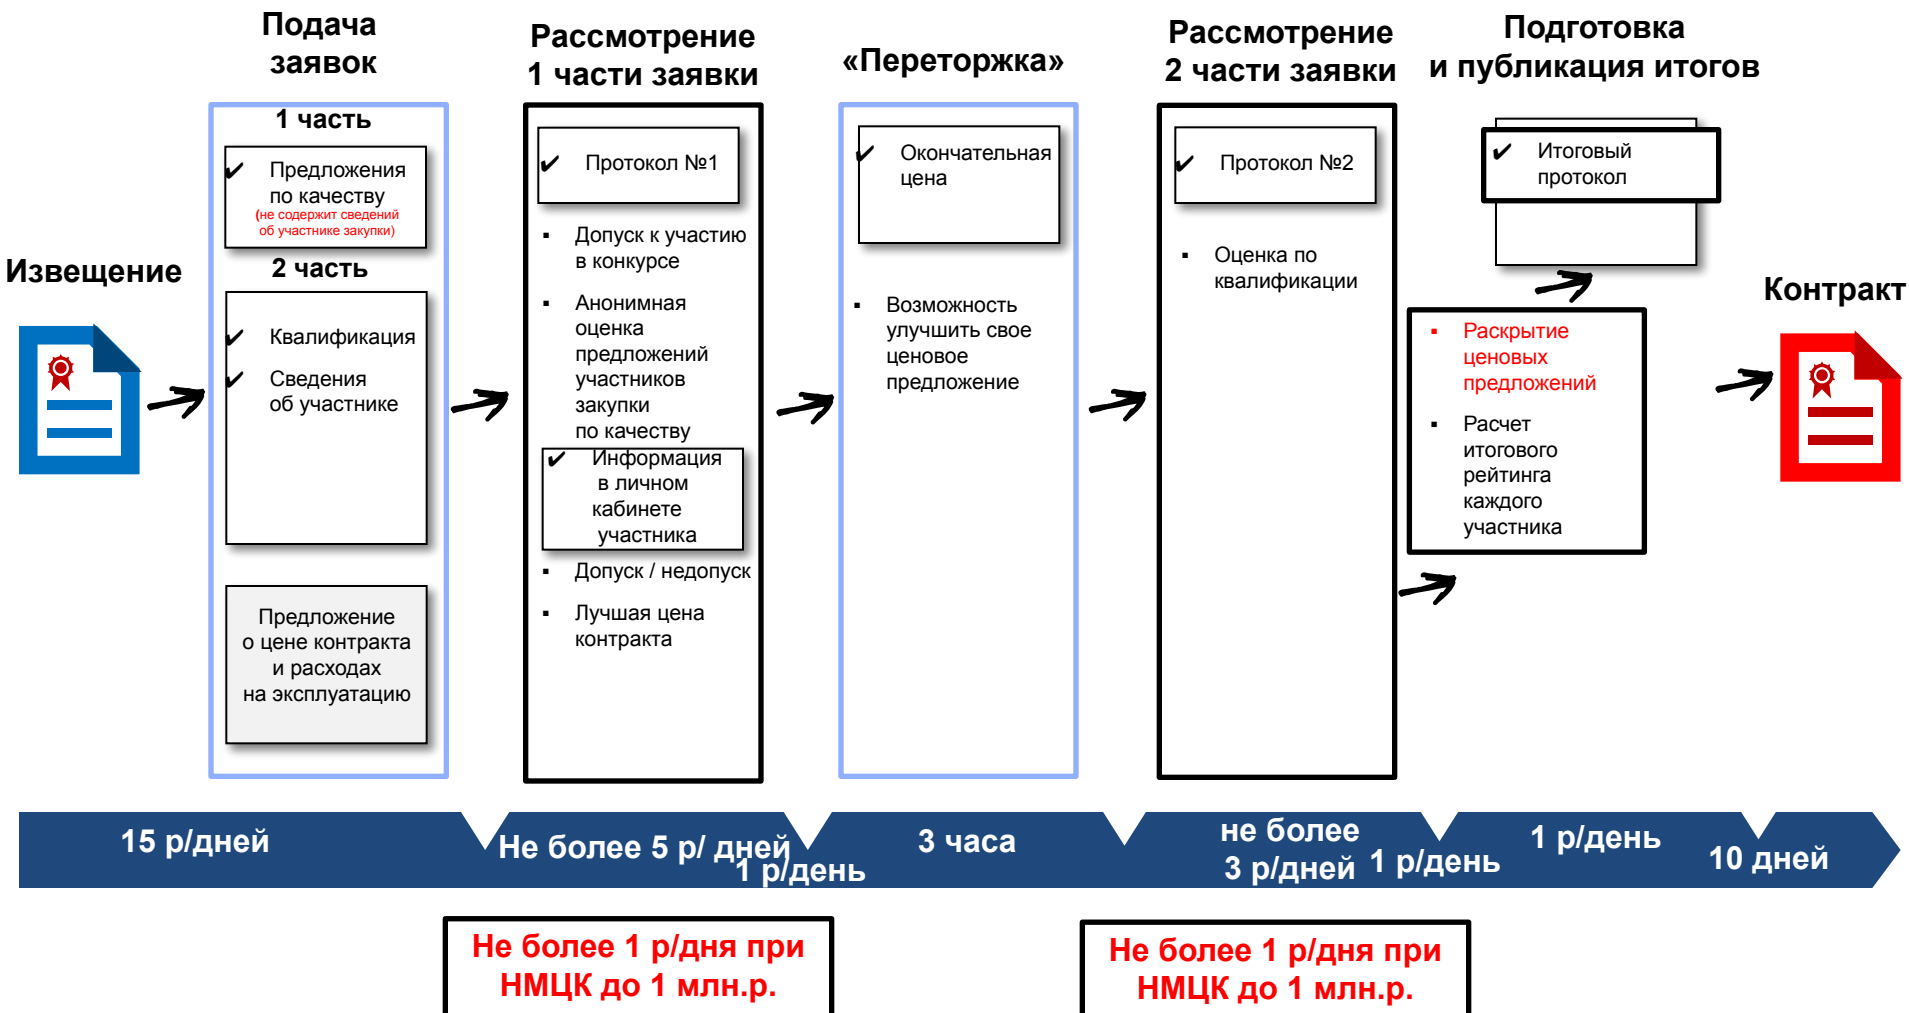 Извещение
Подача
заявок
1 часть
✔ Предложения
по качеству
(не содержит сведений
об участнике закупки)
2 часть
✔ Квалификация
✔ Сведения
об участнике
Предложение
о цене контракта
и расходах
на эксплуатацию
Рассмотрение
1 части заявки
✔ Протокол №1
▪ Допуск к участию
в конкурсе
▪ Анонимная
оценка
предложений
участников
закупки
по качеству
✔ Информация
в личном
кабинете
участника
▪ Допуск / недопуск
▪ Лучшая цена
контракта
«Переторжка»
✔ Окончательная
цена
▪ Возможность
улучшить свое
ценовое
предложение
Рассмотрение
2 части заявки
✔ Протокол №2
▪ Оценка по
квалификации
Подготовка
и публикация итогов
✔ Итоговый
протокол
▪ Раскрытие
ценовых
предложений
▪ Расчет
итогового
рейтинга
каждого
участника
Контракт
15 р/дней
Не более 5 р/ дней
1 р/день
3 часа
не более
3 р/дней
1 р/день
1 р/день
10 дней
Не более 1 р/дня при
НМЦК до 1 млн.р.
Не более 1 р/дня при
НМЦК до 1 млн.р.